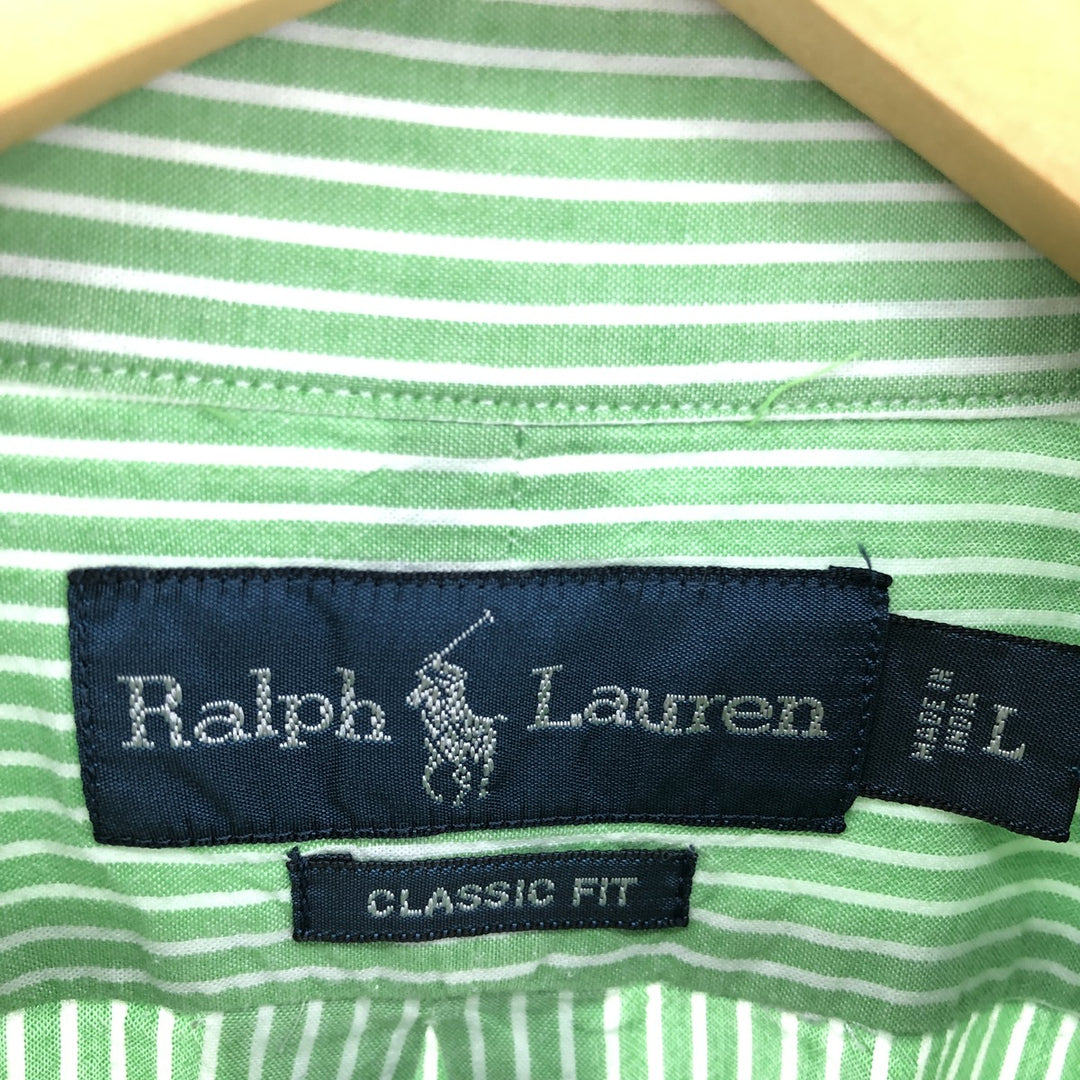 Ralph Lauren
MADE IN
INDIA
L
CLASSIC FIT